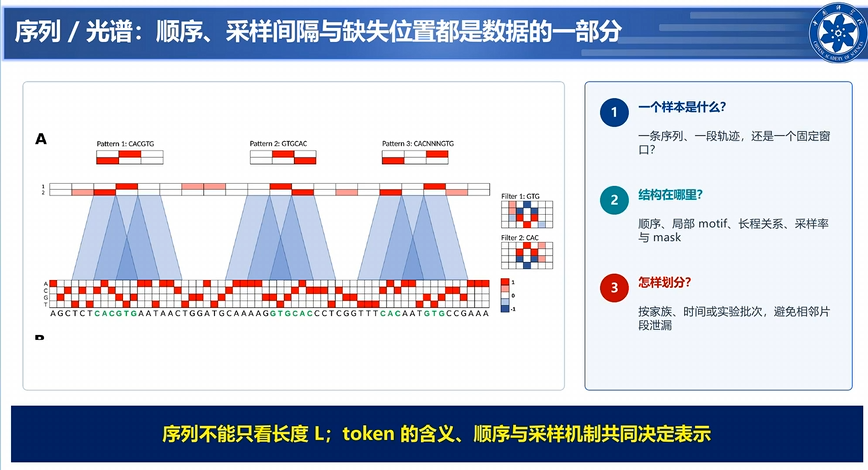 序列 / 光谱：顺序、采样间隔与缺失位置都是数据的一部分
A
Pattern 1: CACGTG
Pattern 2: GTGCAC
Pattern 3: CACNNNGTG
1
2
Filter 1: GTG
Filter 2: CAC
1
0
-1
A
C
G
T
AGCTCTCACGTGAATAACTGGATGCAAAAGGTGCACCCTCGGTTTCACAATGTGCCGAAA
1
一个样本是什么？
一条序列、一段轨迹，还是一个固定窗
口？
2
结构在哪里？
顺序、局部 motif、长程关系、采样率
与 mask
3
怎样划分？
按家族、时间或实验批次，避免相邻片
段泄漏
序列不能只看长度 L；token 的含义、顺序与采样机制共同决定表示